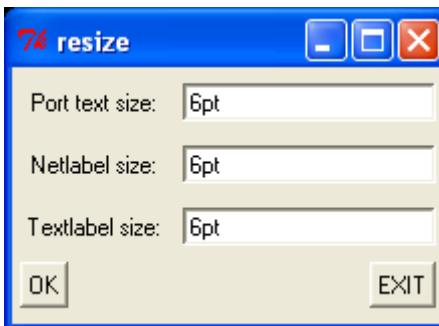 resize
Port text size: 6pt
Netlabel size: 6pt
Textlabel size: 6pt
OK EXIT